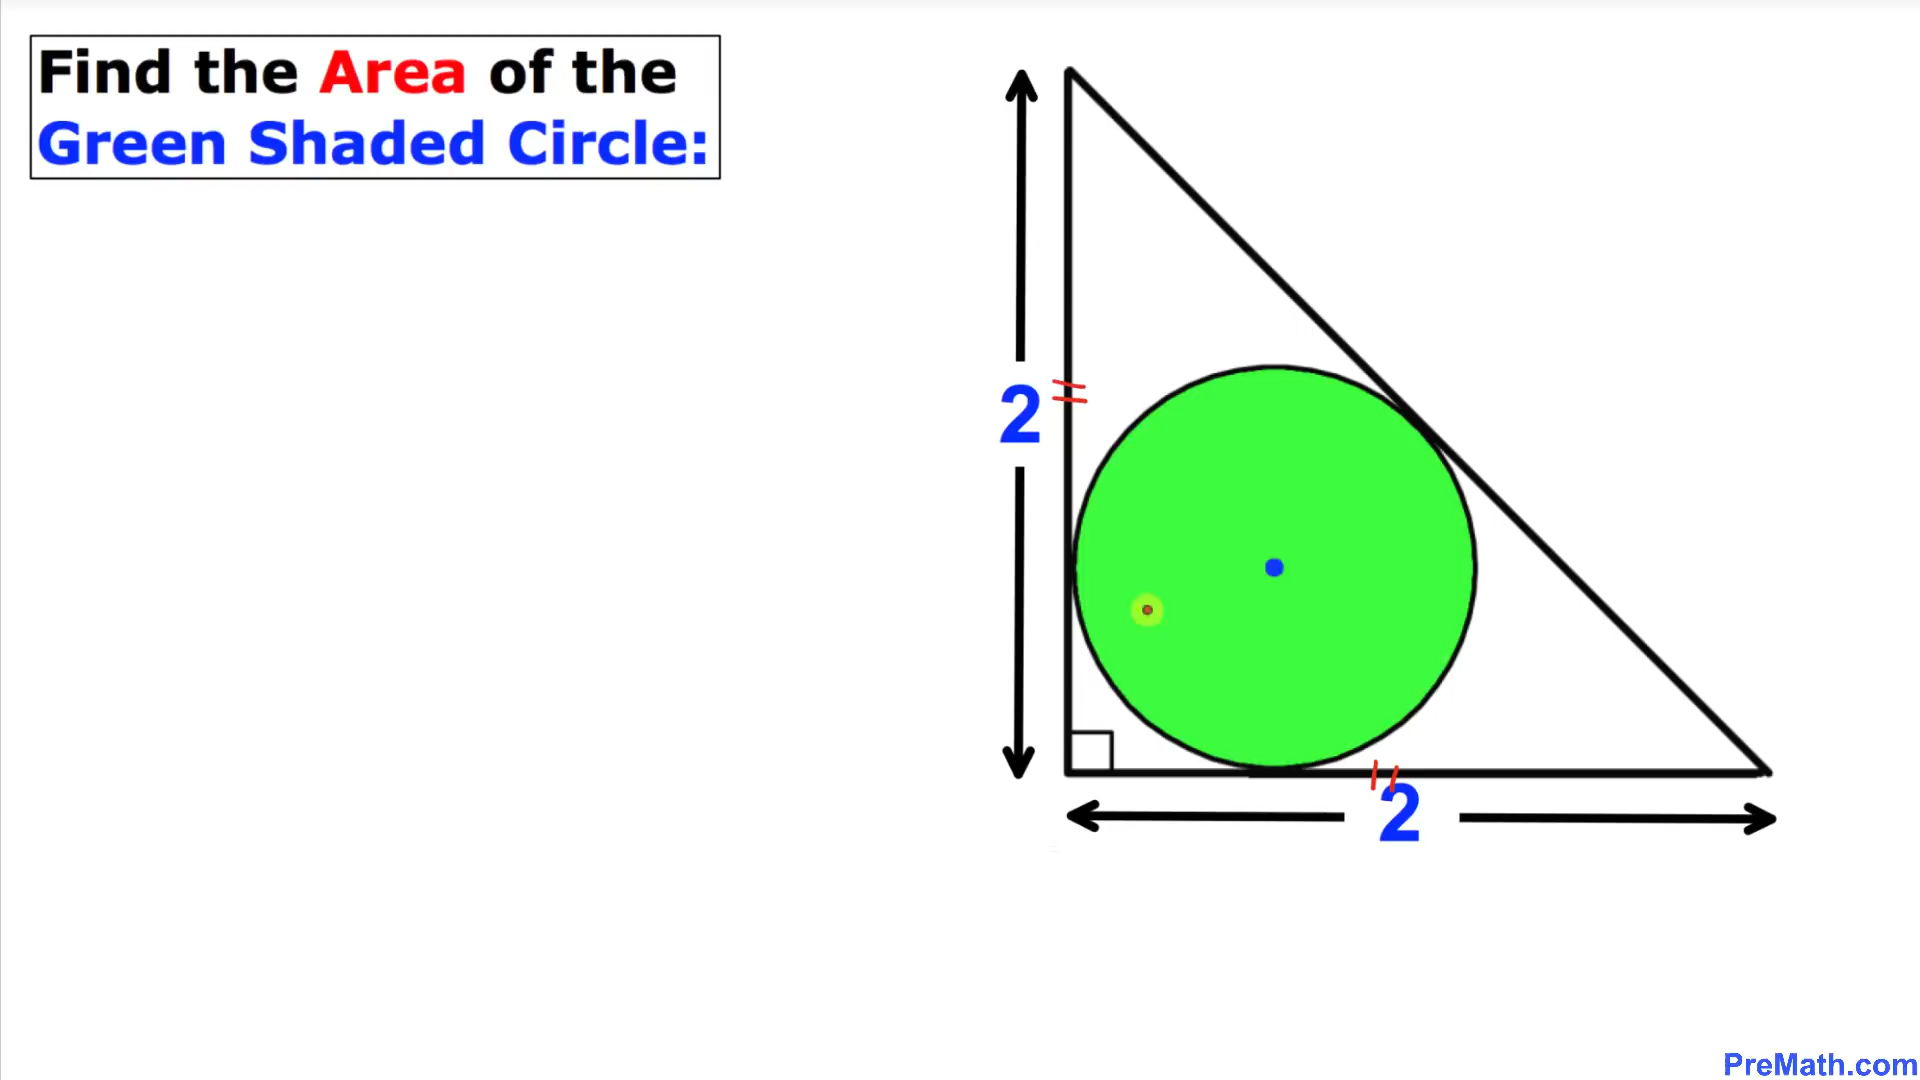 Find the Area of the
Green Shaded Circle:
2
2
PreMath.com